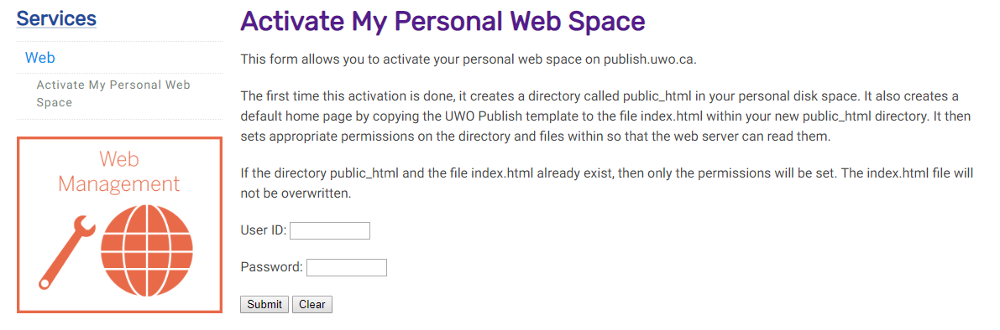 Services
Web
Activate My Personal Web
Space
Web
Management
Activate My Personal Web Space
This form allows you to activate your personal web space on publish.uwo.ca.
The first time this activation is done, it creates a directory called public_html in your personal disk space. It also creates a
default home page by copying the UWO Publish template to the file index.html within your new public_html directory. It then
sets appropriate permissions on the directory and files within so that the web server can read them.
If the directory public_html and the file index.html already exist, then only the permissions will be set. The index.html file will
not be overwritten.
User ID:
Password:
Submit Clear